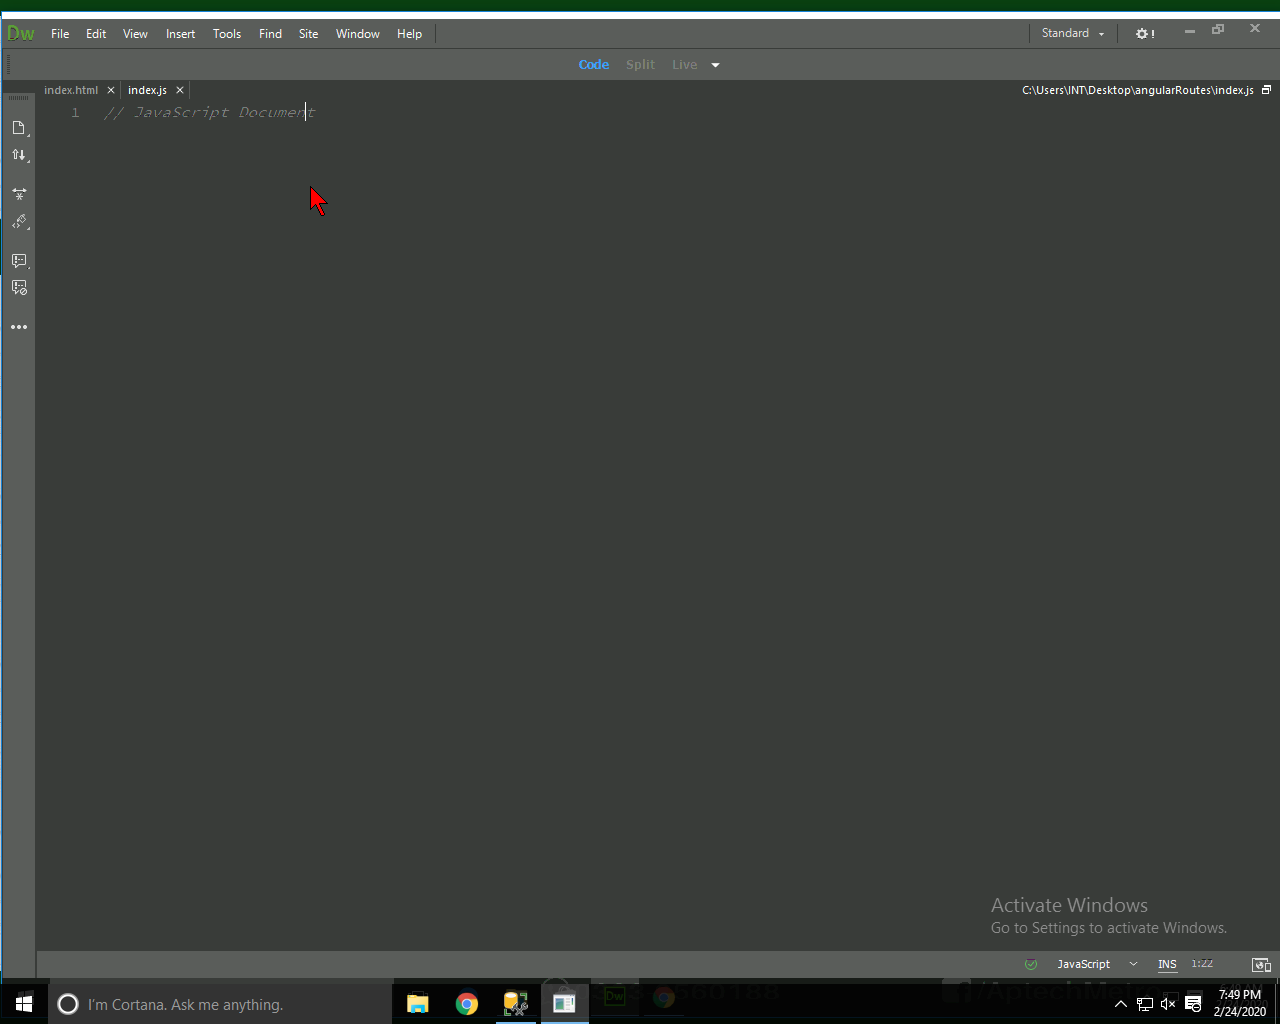 Dw File Edit View Insert Tools Find Site Window Help Standard
Code Split Live
index.html index.js C:\Users\INT\Desktop\angularRoutes\index.js
1 // JavaScript Document
Activate Windows
Go to Settings to activate Windows.
JavaScript INS 1:22
I'm Cortana. Ask me anything.
Dw
7:49 PM
2/24/2020